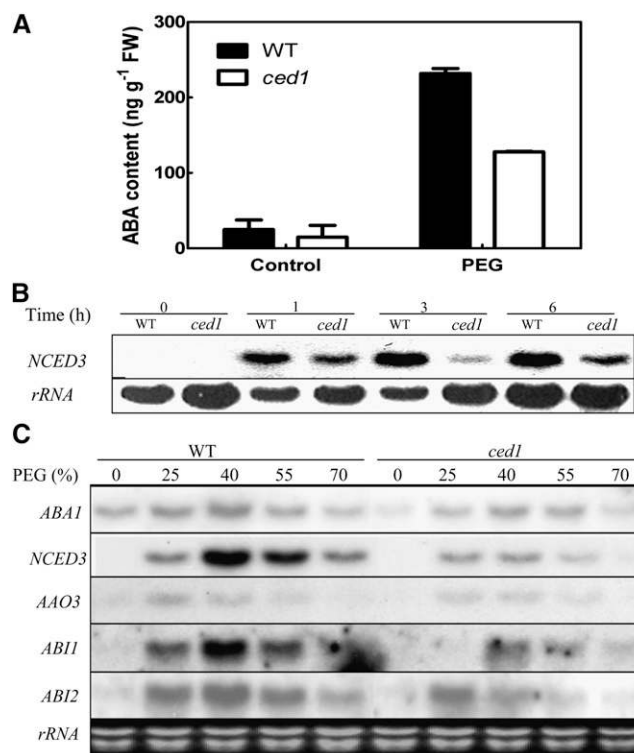 A
ABA content (ng g-1 FW)
300
200
100
0
WT
ced1
Control PEG
B
Time (h) 0 1 3 6
WT ced1 WT ced1 WT ced1 WT ced1
NCED3
rRNA
C
WT ced1
PEG (%) 0 25 40 55 70 0 25 40 55 70
ABA1
NCED3
AAO3
ABI1
ABI2
rRNA